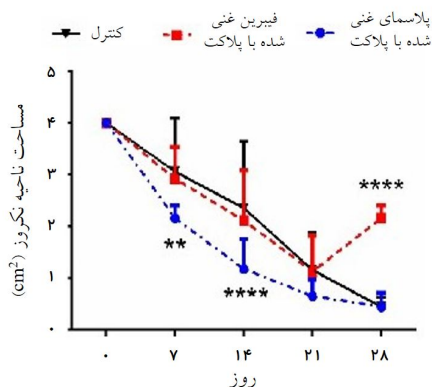 کنترل
فیبرین غنی
شده با پلاکت
پلاسمای غنی
شده با پلاکت
مساحت ناحیه نکروز (cm²)
۵
۴
۳
۲
۱
۰
****
**
****
۰ ۷ ۱۴ ۲۱ ۲۸
روز